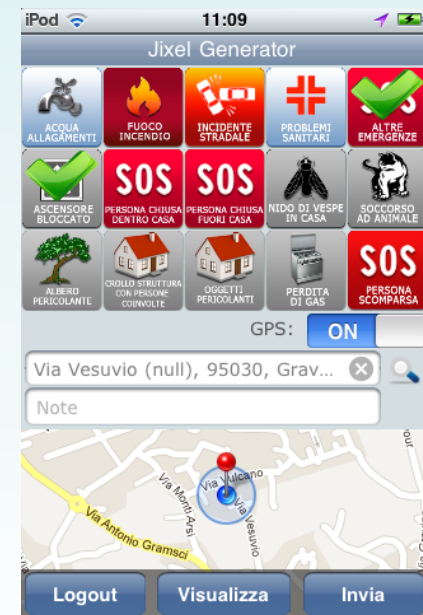 iPod 11:09
Jixel Generator
ACQUA ALLAGAMENTI
FUOCO INCENDIO
INCIDENTE STRADALE
PROBLEMI SANITARI
ALTRE EMERGENZE
ASCENSORE BLOCCATO
SOS PERSONA CHIUSA DENTRO CASA
SOS PERSONA CHIUSA FUORI CASA
NIDO DI VESPE IN CASA
SOCCORSO AD ANIMALE
ALBERO PERICOLANTE
CROLLO STRUTTURA CON PERSONE COINVOLTE
OGGETTI PERICOLANTI
PERDITA DI GAS
SOS PERSONA SCOMPARSA
GPS: ON
Via Vesuvio (null), 95030, Grav...
Note
Via Vulcano
Via Monti Arsi
Via Vesuvio
Via Antonio Gramsci
Logout Visualizza Invia